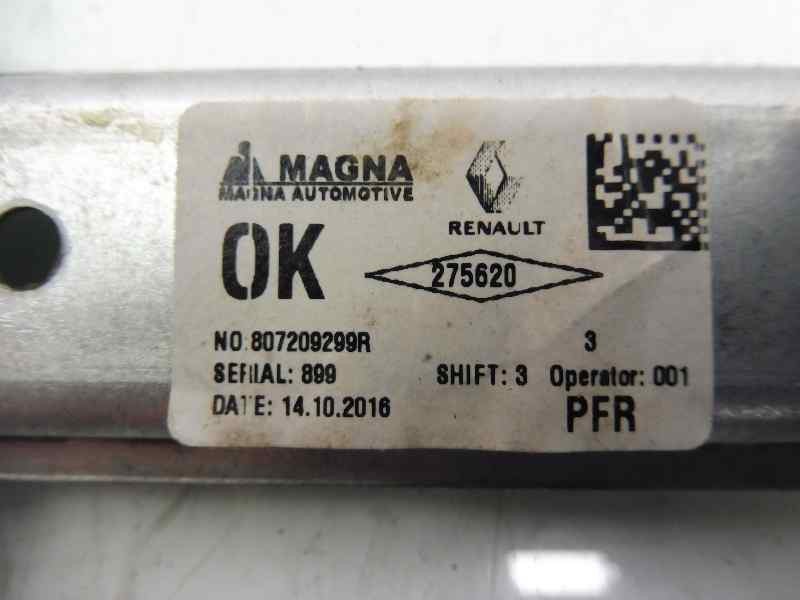 MAGNA
MAGNA AUTOMOTIVE
RENAULT
OK
275620
NO:807209299R 3
SERIAL: 899 SHIFT: 3 Operator: 001
DATE: 14.10.2016 PFR